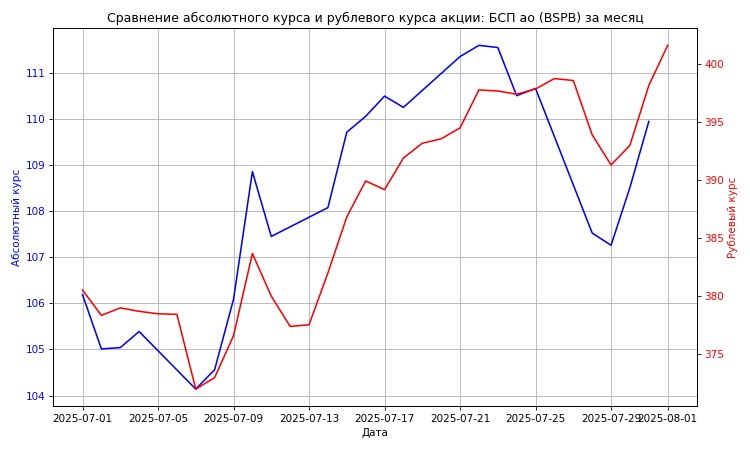 Сравнение абсолютного курса и рублевого курса акции: БСП ао (BSPB) за месяц
Абсолютный курс
111
110
109
108
107
106
105
104
400
395
390
385
380
375
Рублевый курс
2025-07-01 2025-07-05 2025-07-09 2025-07-13 2025-07-17 2025-07-21 2025-07-25 2025-07-29 2025-08-01
Дата